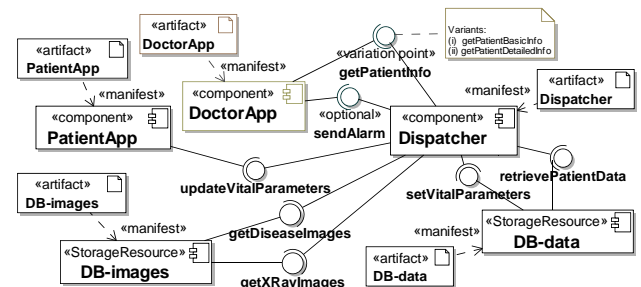 «artifact»
DoctorApp
Variants:
(i) getPatientBasicInfo
(ii) getPatientDetailedInfo
«artifact»
PatientApp
«manifest»
«variation point»
getPatientInfo
«artifact»
Dispatcher
«manifest»
«component»
DoctorApp
«manifest»
«component»
PatientApp
«optional»
sendAlarm
«component»
Dispatcher
«manifest»
updateVitalParameters
setVitalParameters
retrievePatientData
«artifact»
DB-images
«manifest»
getDiseaseImages
«StorageResource»
DB-data
«manifest»
«StorageResource»
DB-images
getXRayImages
«artifact»
DB-data